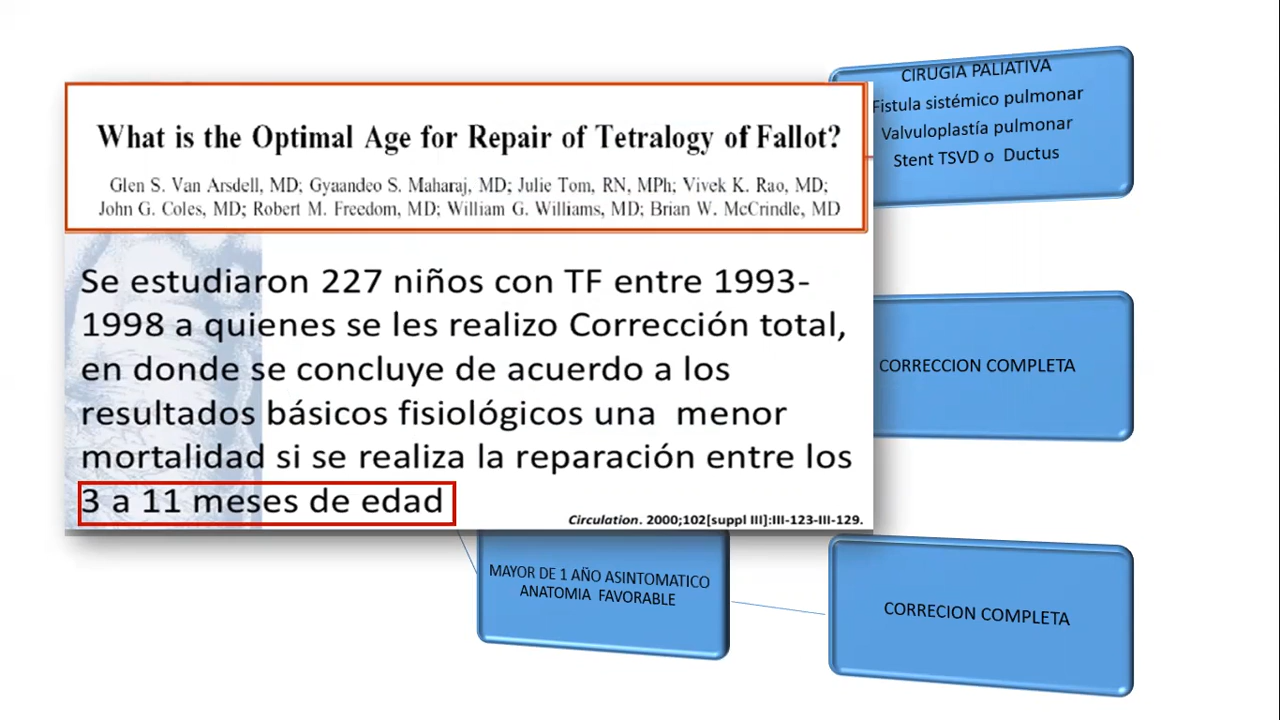 What is the Optimal Age for Repair of Tetralogy of Fallot?
Glen S. Van Arsdell, MD; Gyaandeo S. Maharaj, MD; Julie Tom, RN, MPh; Vivek K. Rao, MD;
John G. Coles, MD; Robert M. Freedom, MD; William G. Williams, MD; Brian W. McCrindle, MD
Se estudiaron 227 niños con TF entre 1993-
1998 a quienes se les realizo Corrección total,
en donde se concluye de acuerdo a los
resultados básicos fisiológicos una menor
mortalidad si se realiza la reparación entre los
3 a 11 meses de edad
Circulation. 2000;102[suppl III]:III-123-III-129.
CIRUGIA PALIATIVA
Fistula sistémico pulmonar
Valvuloplastía pulmonar
Stent TSVD o Ductus
CORRECCION COMPLETA
MAYOR DE 1 AÑO ASINTOMATICO
ANATOMIA FAVORABLE
CORRECION COMPLETA